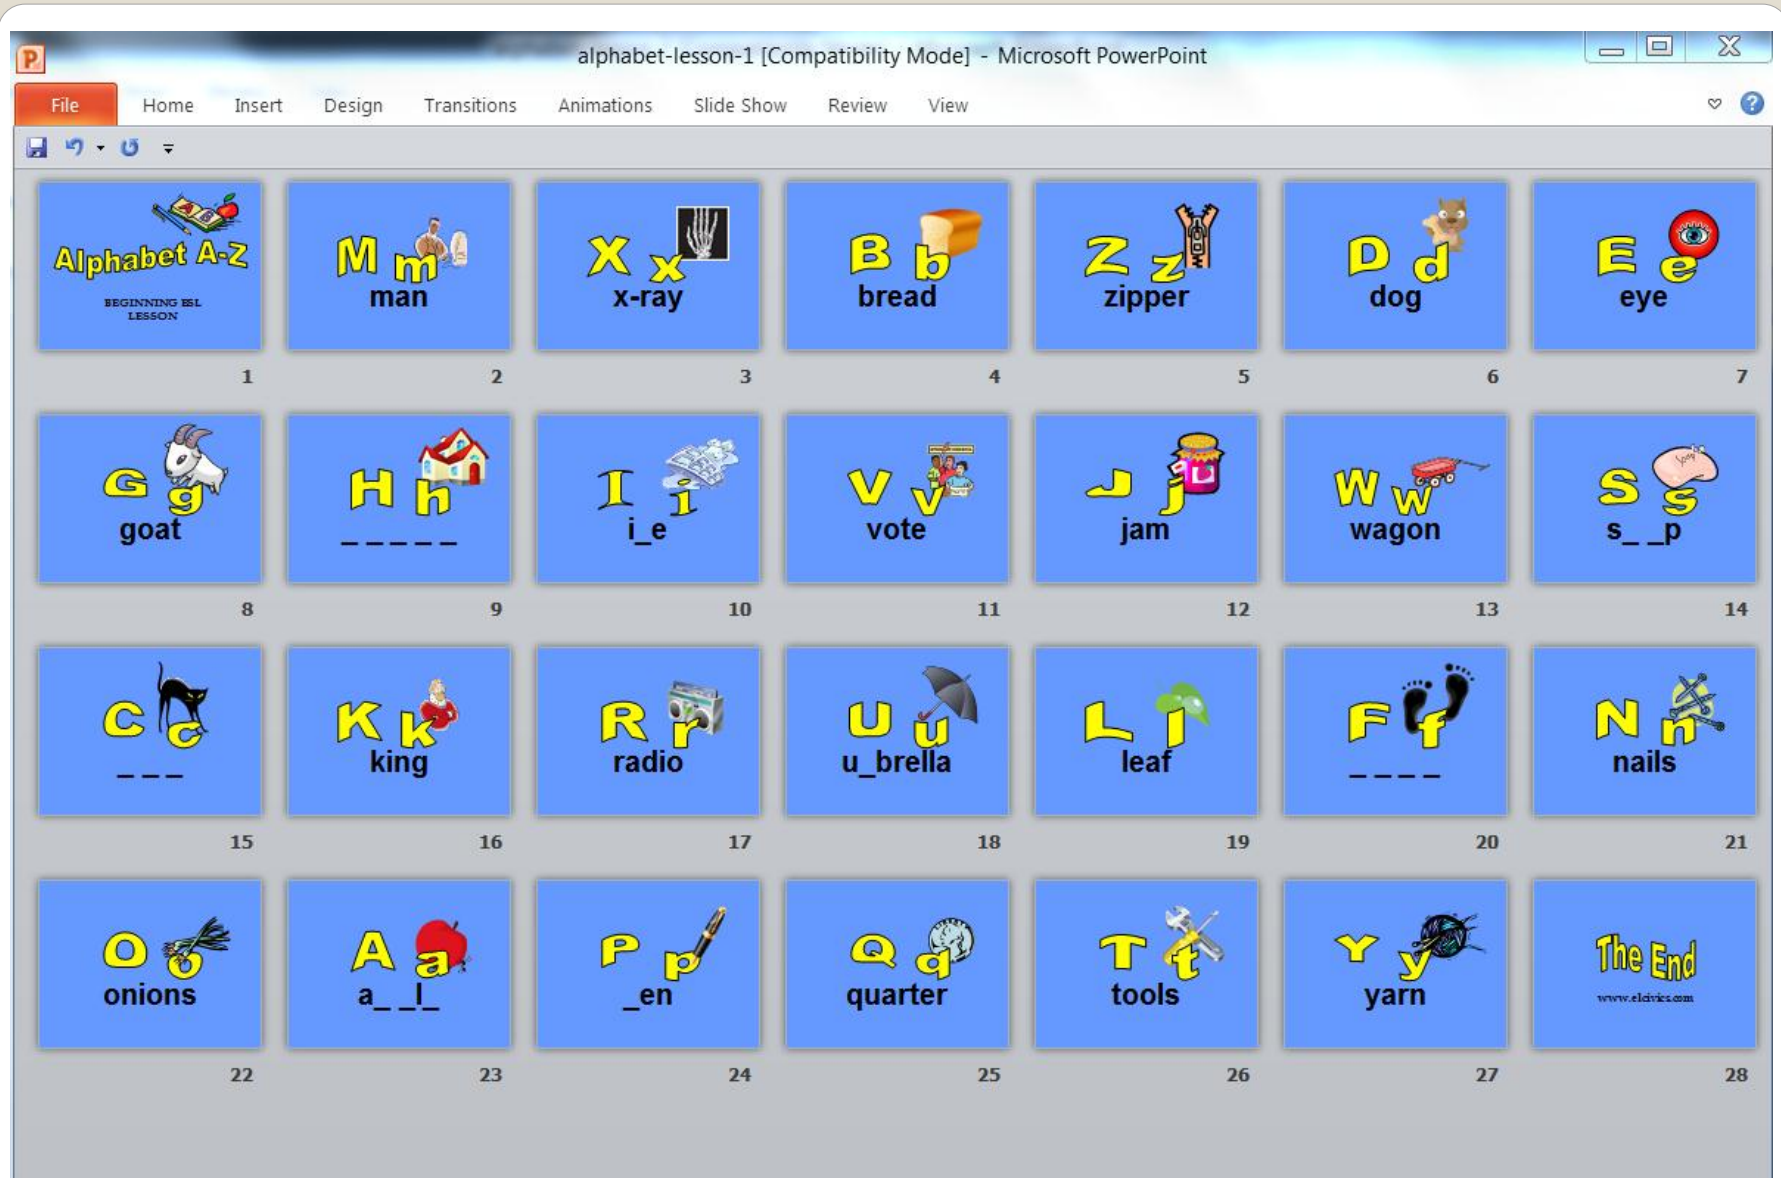 alphabet-lesson-1 [Compatibility Mode] - Microsoft PowerPoint
File Home Insert Design Transitions Animations Slide Show Review View
Alphabet A-Z
BEGINNING ESL
LESSON
1
M m
man
2
X x
x-ray
3
B b
bread
4
Z z
zipper
5
D d
dog
6
E e
eye
7
G g
goat
8
H h
_ _ _ _ _
9
I i
i_e
10
V v
vote
11
J j
jam
12
W w
wagon
13
Soap
S s
s_ _p
14
C c
_ _ _
15
K k
king
16
R r
radio
17
U u
u_brella
18
L l
leaf
19
F f
_ _ _ _
20
N n
nails
21
O o
onions
22
A a
a_ _l_
23
P p
_en
24
Q q
quarter
25
T t
tools
26
Y y
yarn
27
The End
www.elcivics.com
28